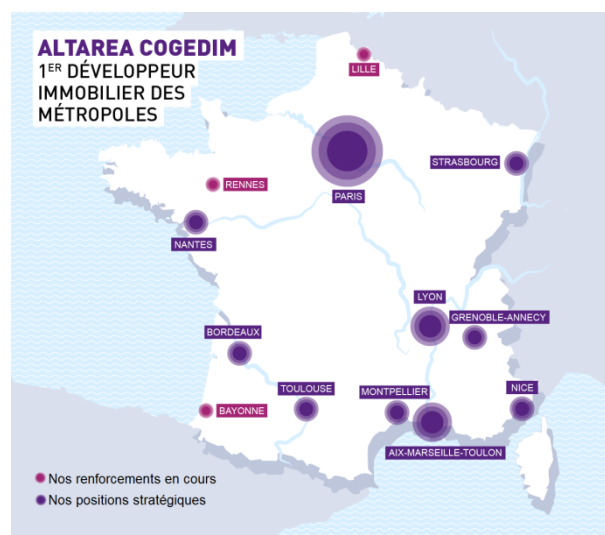 ALTAREA COGEDIM
1ER DÉVELOPPEUR
IMMOBILIER DES
MÉTROPOLES
LILLE
STRASBOURG
RENNES
PARIS
NANTES
LYON
GRENOBLE-ANNECY
BORDEAUX
TOULOUSE
MONTPELLIER
NICE
BAYONNE
AIX-MARSEILLE-TOULON
Nos renforcements en cours
Nos positions stratégiques